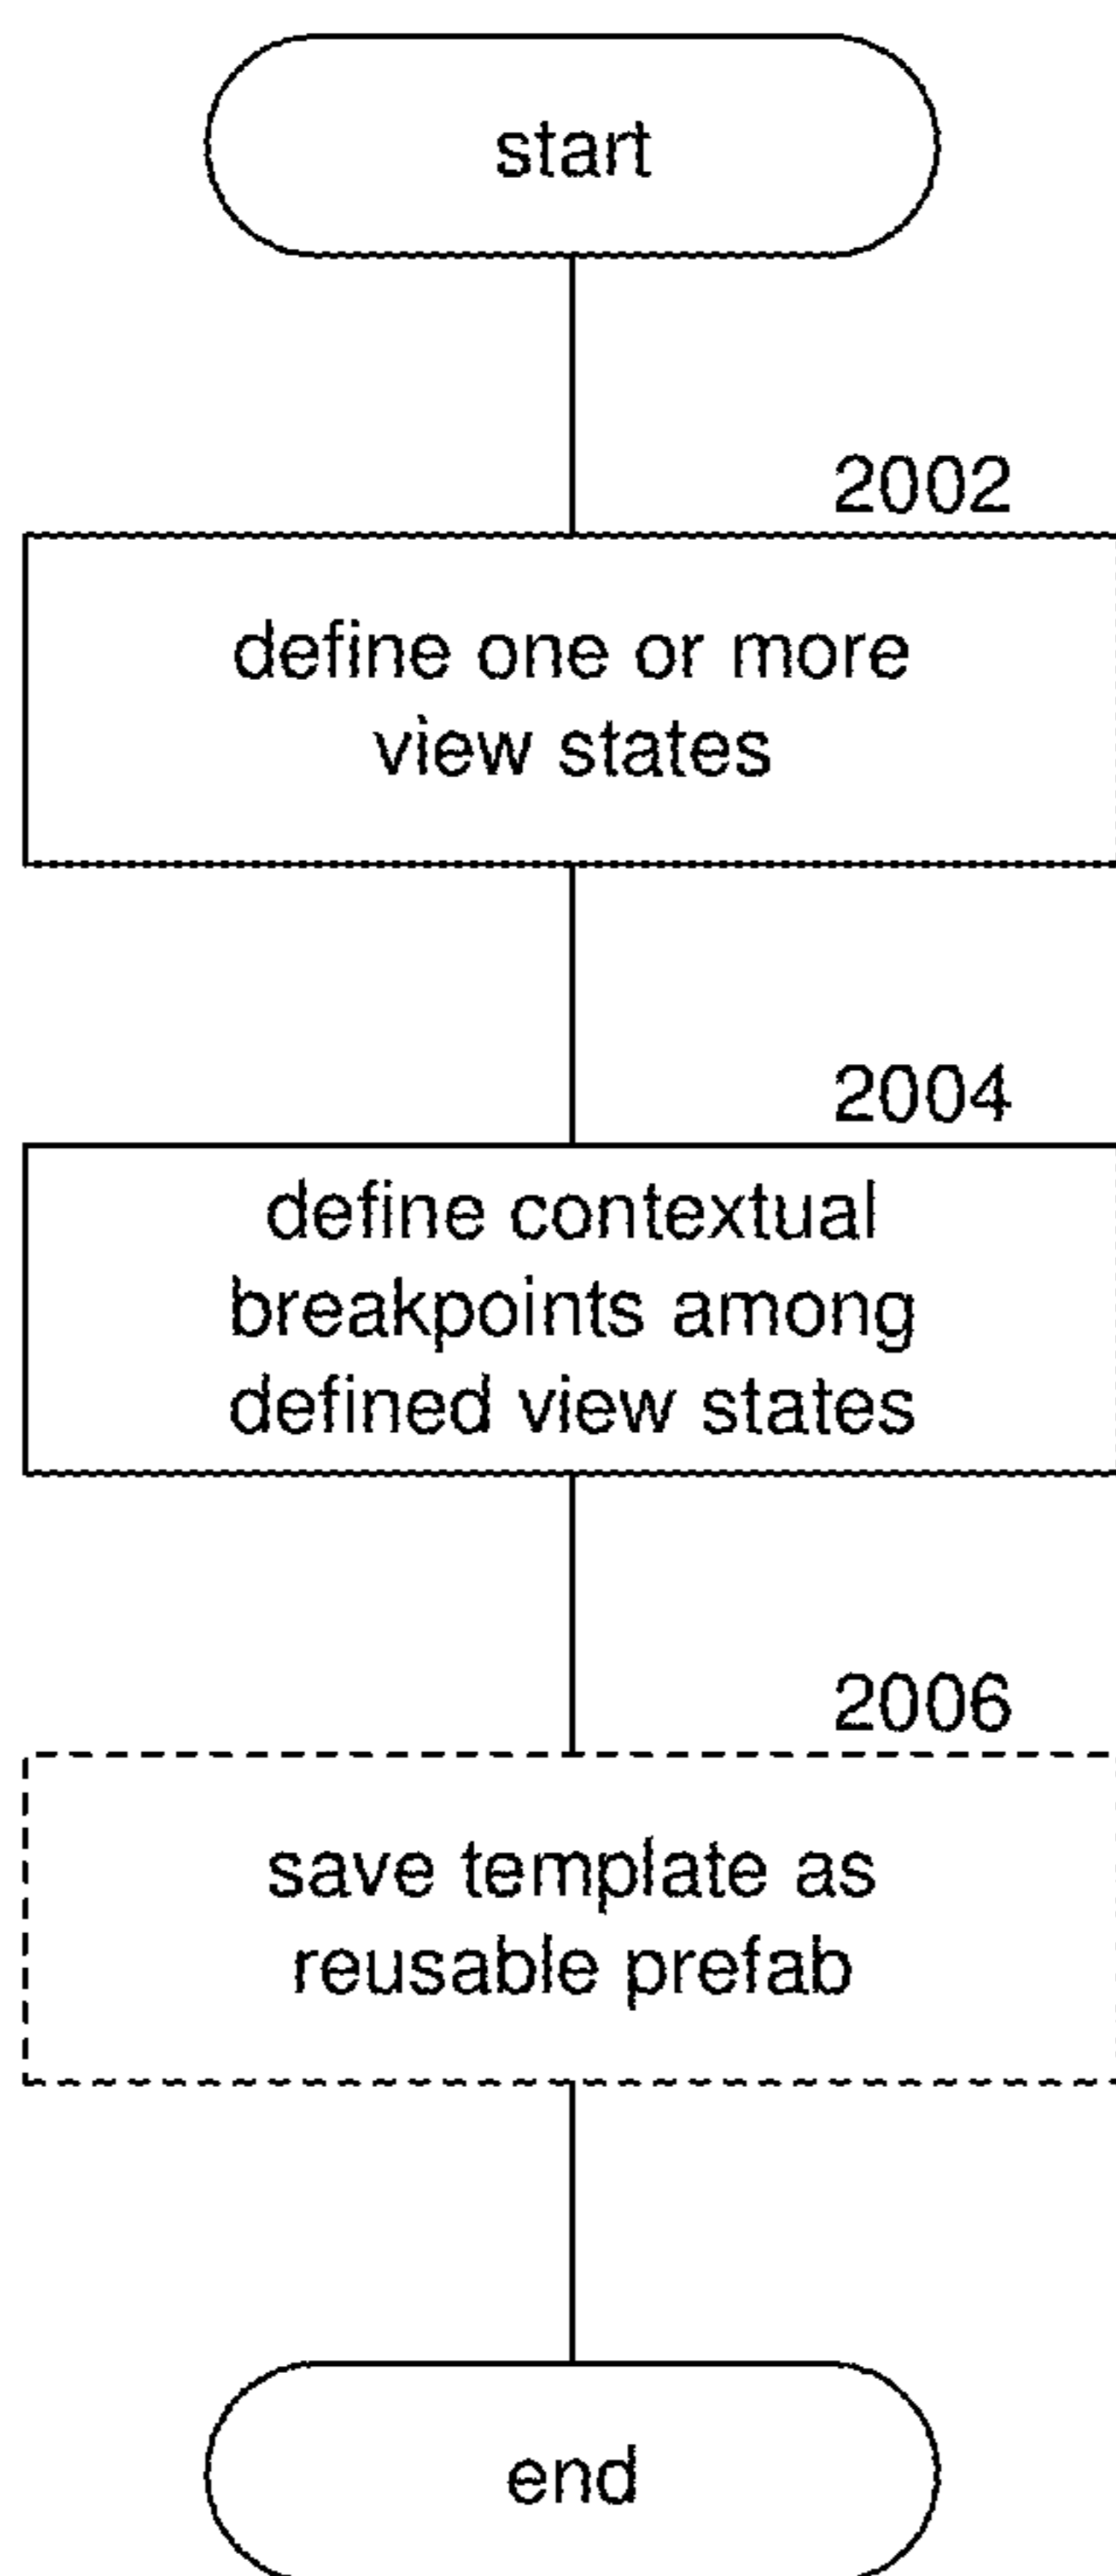 start
2002
define one or more
view states
2004
define contextual
breakpoints among
defined view states
2006
save template as
reusable prefab
end